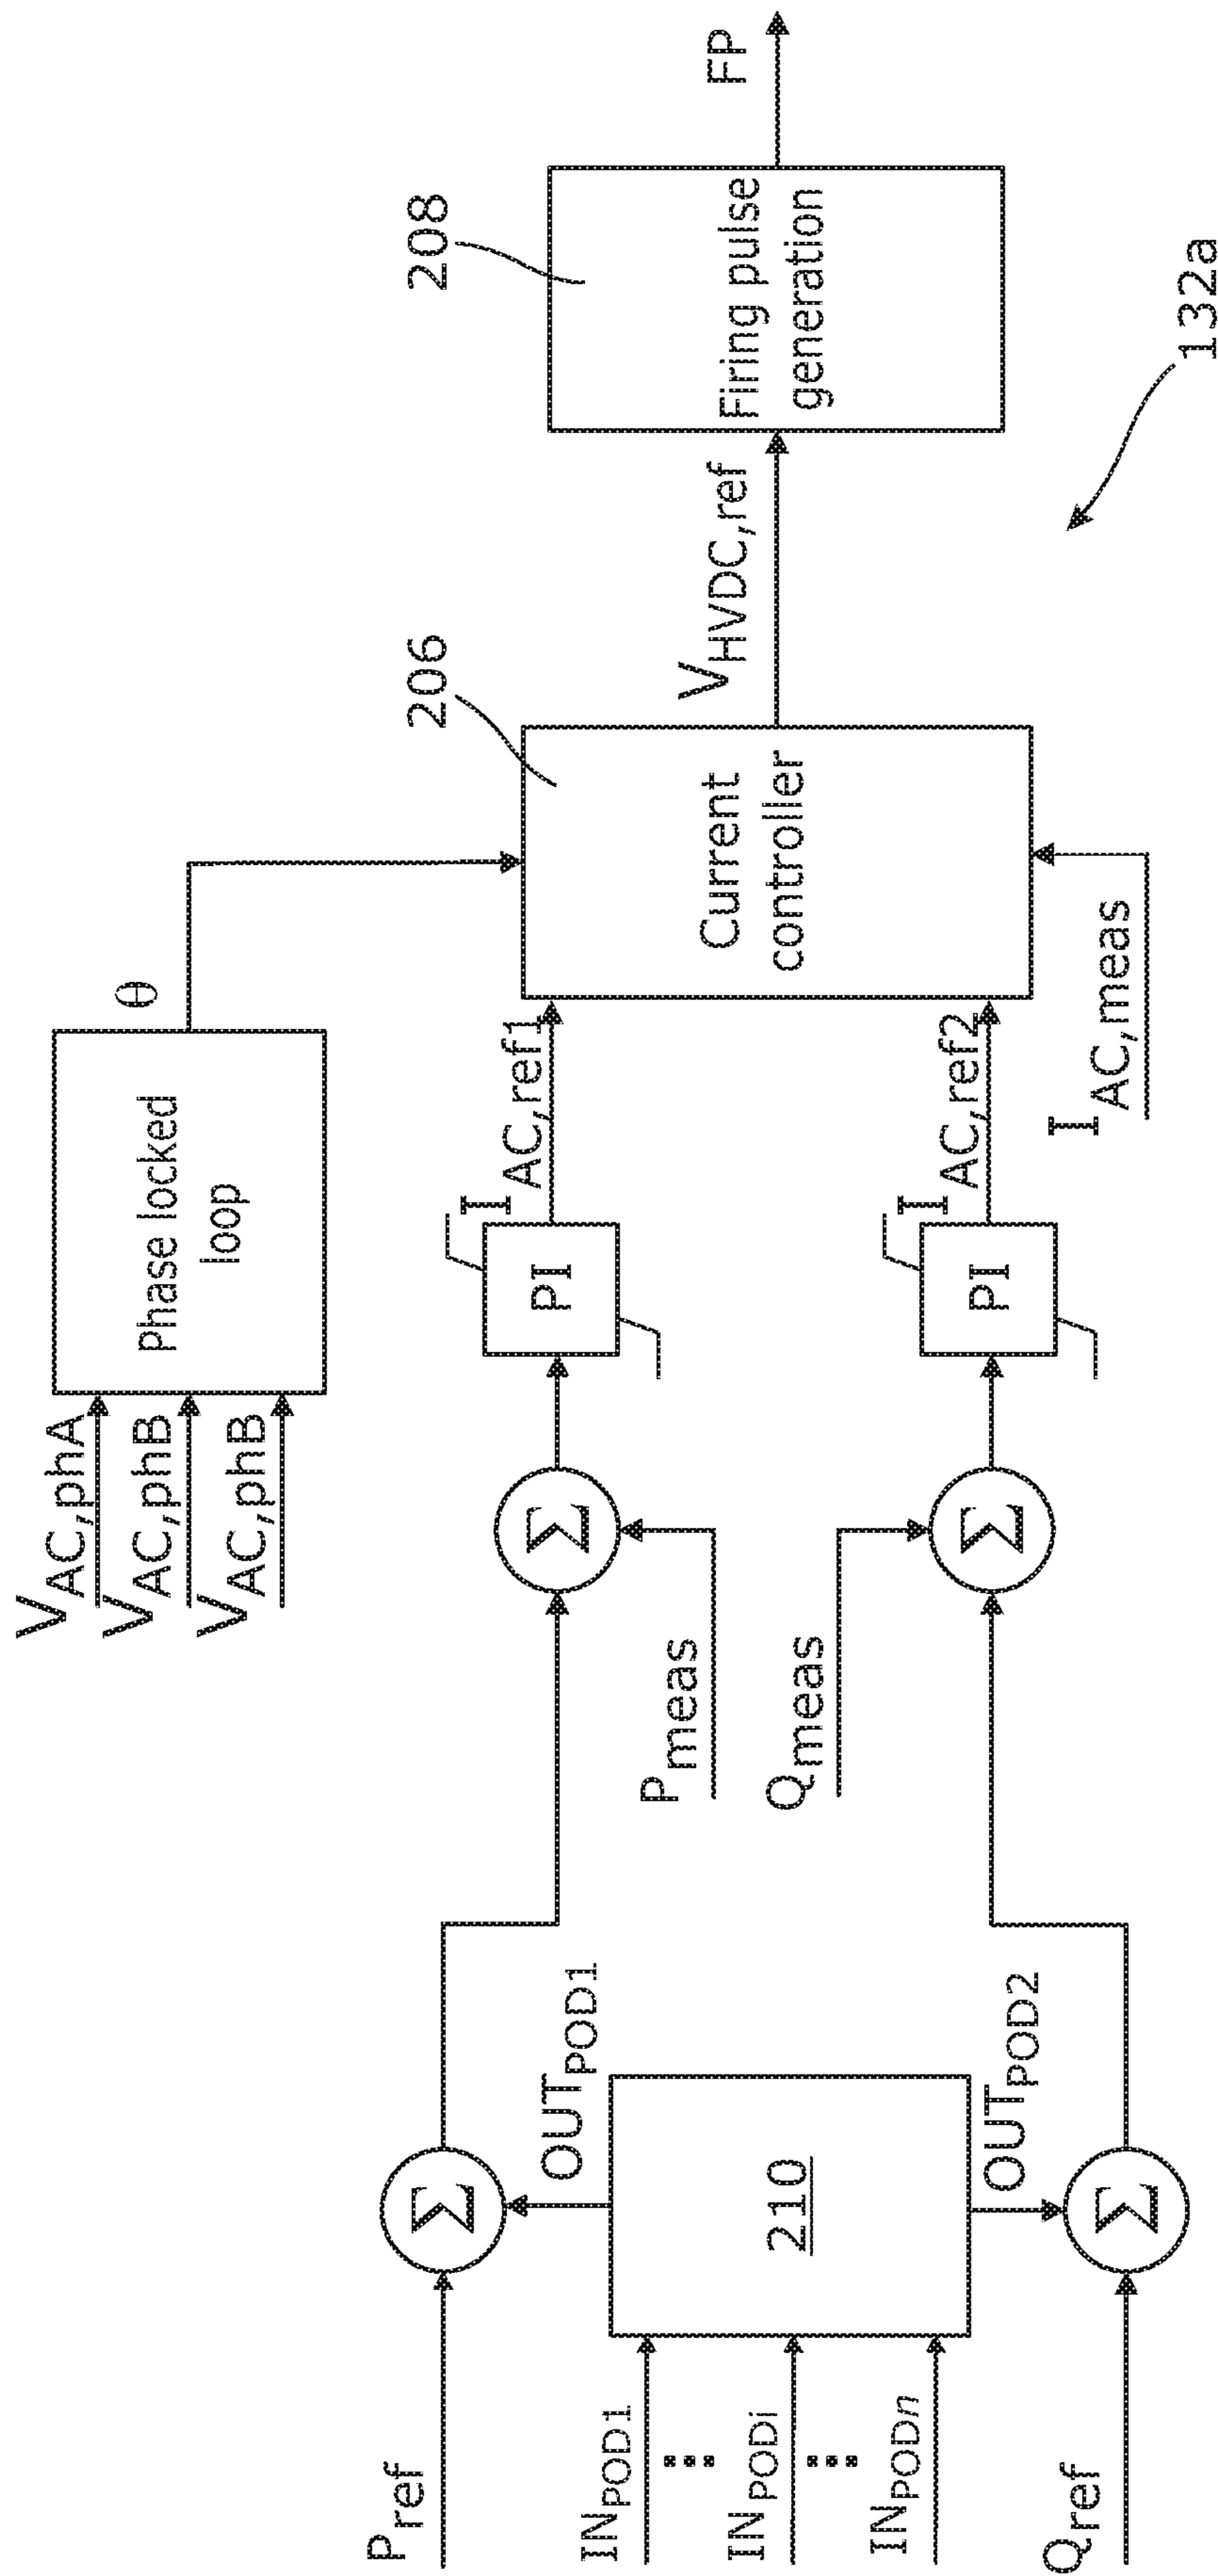 V_AC,phA
V_AC,phB
V_AC,phB
Phase locked
loop
θ
P_ref
Σ
OUT_POD1
Σ
P_meas
PI
I_AC,ref1
IN_POD1
⋮
IN_PODi
⋮
IN_PODn
210
OUT_POD2
Q_ref
Σ
Q_meas
Σ
PI
I_AC,ref2
I_AC,meas
206
Current
controller
V_HVDC,ref
208
Firing pulse
generation
FP
132a